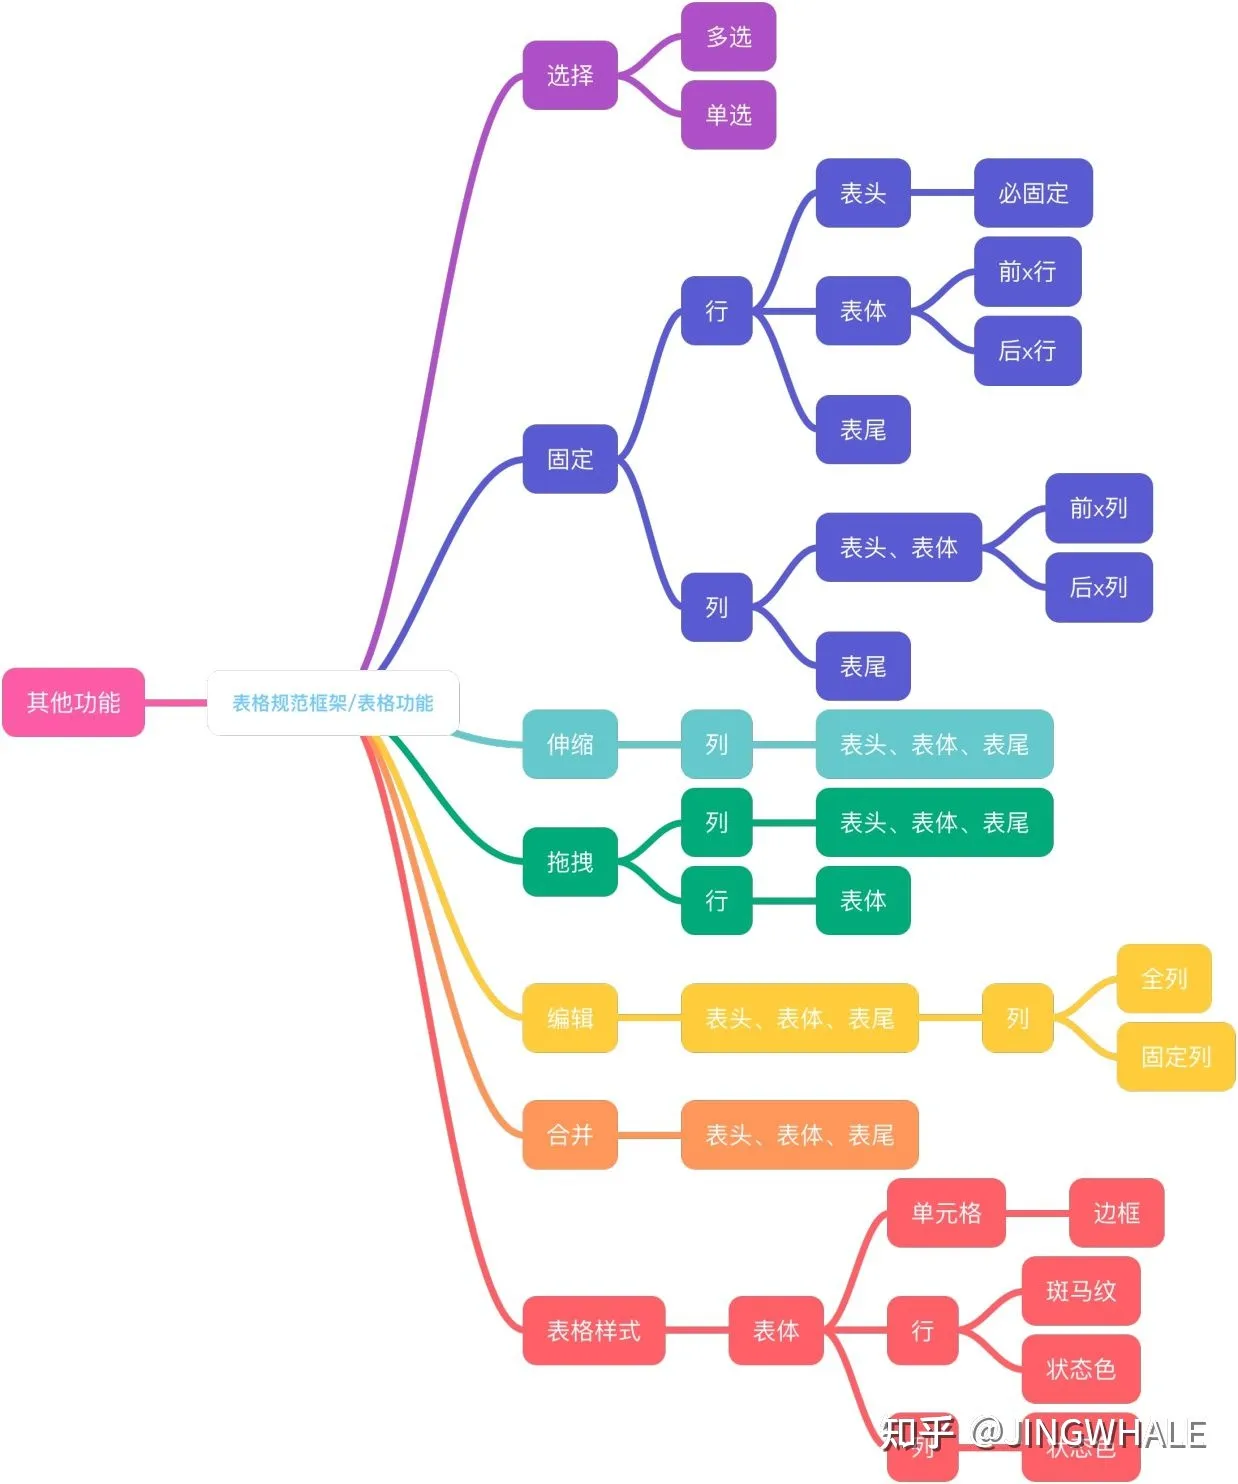 多选
选择
单选
表头
必固定
前x行
行
表体
后x行
表尾
固定
前x列
表头、表体
后x列
列
表尾
其他功能
表格规范框架/表格功能
伸缩
列
表头、表体、表尾
列
表头、表体、表尾
拖拽
行
表体
全列
编辑
表头、表体、表尾
列
固定列
合并
表头、表体、表尾
单元格
边框
斑马纹
表格样式
表体
行
状态色
列
状态色
知乎 @JINGWHALE